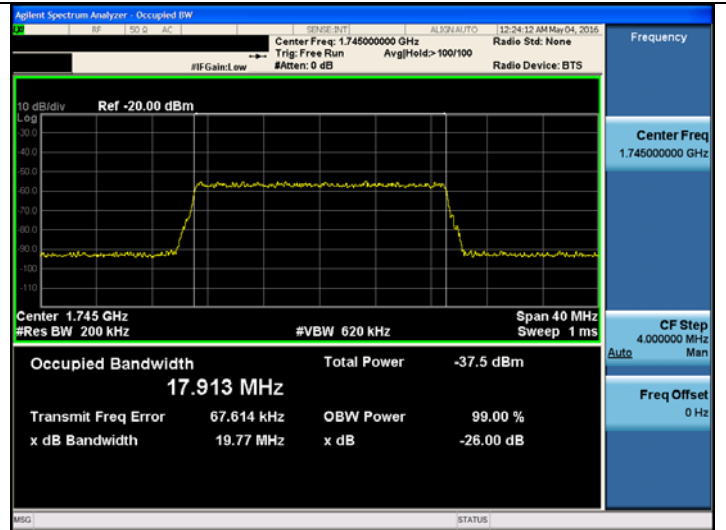 Agilent Spectrum Analyzer - Occupied BW
RF 50 Ω AC SENSE:INT ALIGN AUTO 12:24:12 AM May 04, 2016
Center Freq: 1.745000000 GHz Radio Std: None
Trig: Free Run Avg|Hold:>100/100
#IFGain:Low #Atten: 0 dB Radio Device: BTS
Frequency
10 dB/div Ref -20.00 dBm
Log
-30.0
-40.0
-50.0
-60.0
-70.0
-80.0
-90.0
-100
-110
Center 1.745 GHz Span 40 MHz
#Res BW 200 kHz #VBW 620 kHz Sweep 1 ms
Occupied Bandwidth Total Power -37.5 dBm
17.913 MHz
Transmit Freq Error 67.614 kHz OBW Power 99.00 %
x dB Bandwidth 19.77 MHz x dB -26.00 dB
Center Freq
1.745000000 GHz
CF Step
4.000000 MHz
Auto Man
Freq Offset
0 Hz
MSG STATUS